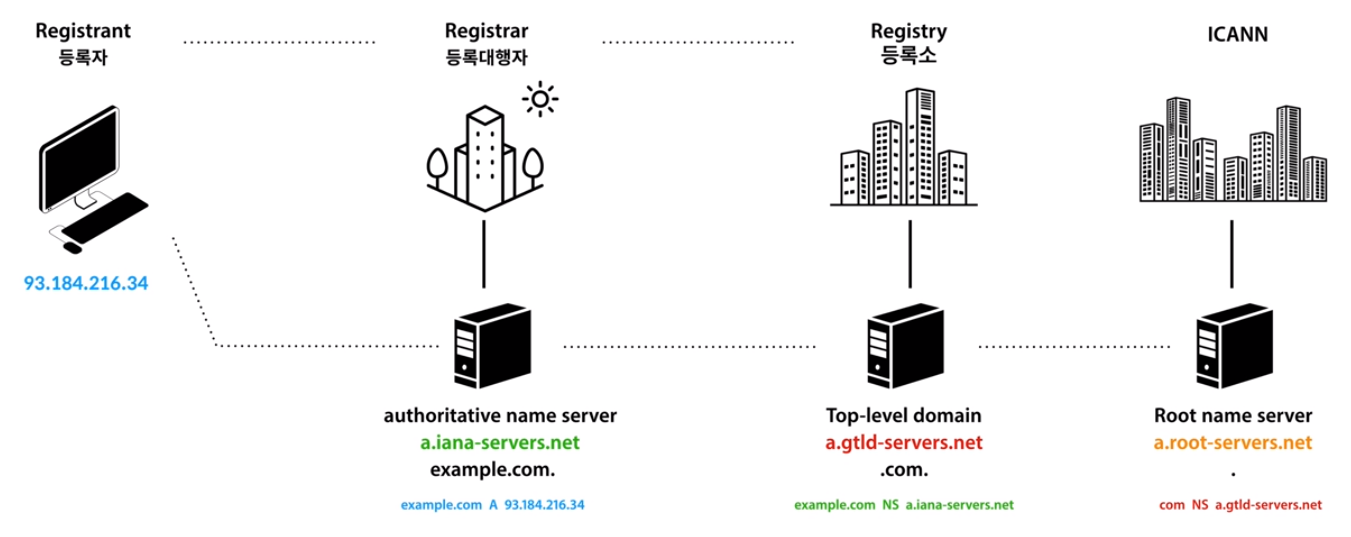 Registrant
등록자
Registrar
등록대행자
Registry
등록소
ICANN
93.184.216.34
authoritative name server
a.iana-servers.net
example.com.
example.com A 93.184.216.34
Top-level domain
a.gtld-servers.net
.com.
example.com NS a.iana-servers.net
Root name server
a.root-servers.net
.
com NS a.gtld-servers.net